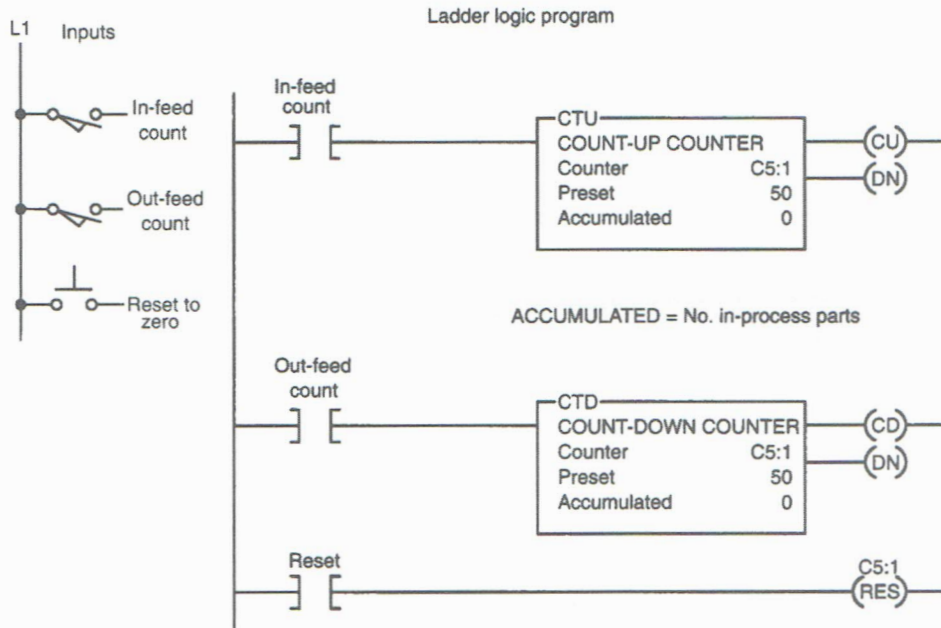 Ladder logic program
L1
Inputs
In-feed
count
Out-feed
count
Reset to
zero
In-feed
count
CTU
COUNT-UP COUNTER
Counter C5:1
Preset 50
Accumulated 0
CU
DN
ACCUMULATED = No. in-process parts
Out-feed
count
CTD
COUNT-DOWN COUNTER
Counter C5:1
Preset 50
Accumulated 0
CD
DN
Reset
C5:1
RES